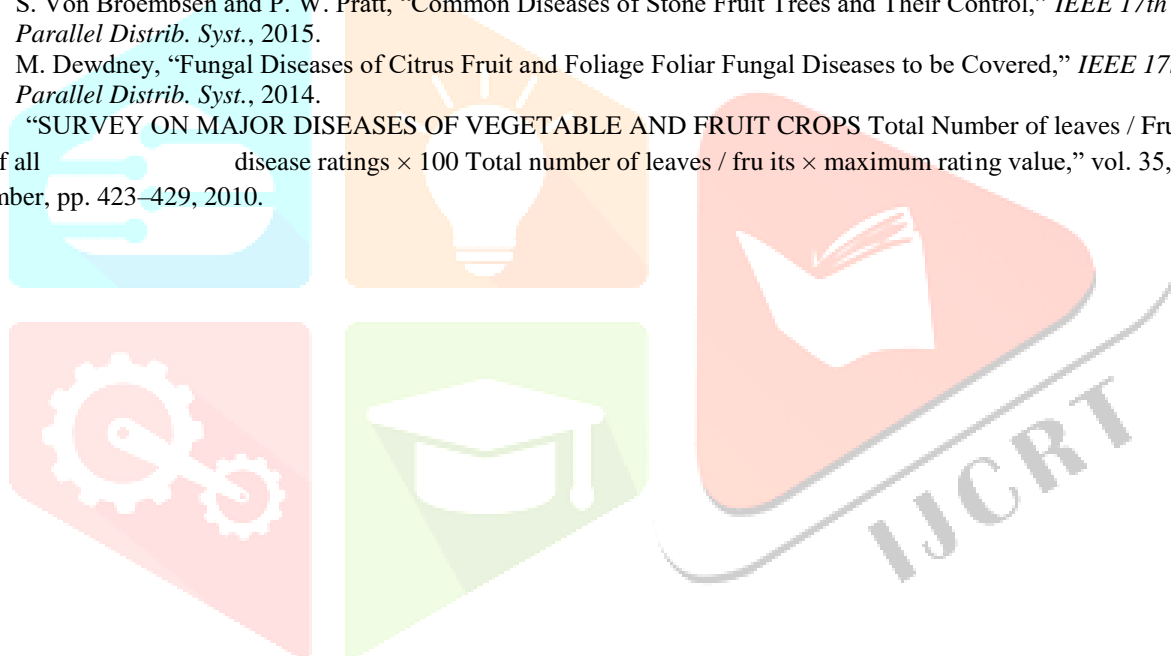 S. Von Broembsen and P. W. Pratt, “Common Diseases of Stone Fruit Trees and Their Control,” IEEE 17th
Parallel Distrib. Syst., 2015.
M. Dewdney, “Fungal Diseases of Citrus Fruit and Foliage Foliar Fungal Diseases to be Covered,” IEEE
Parallel Distrib. Syst., 2014.
“SURVEY ON MAJOR DISEASES OF VEGETABLE AND FRUIT CROPS Total Number of leaves / Fru
f all disease ratings × 100 Total number of leaves / fru its × maximum rating value,” vol. 35,
mber, pp. 423–429, 2010.
IJCRT